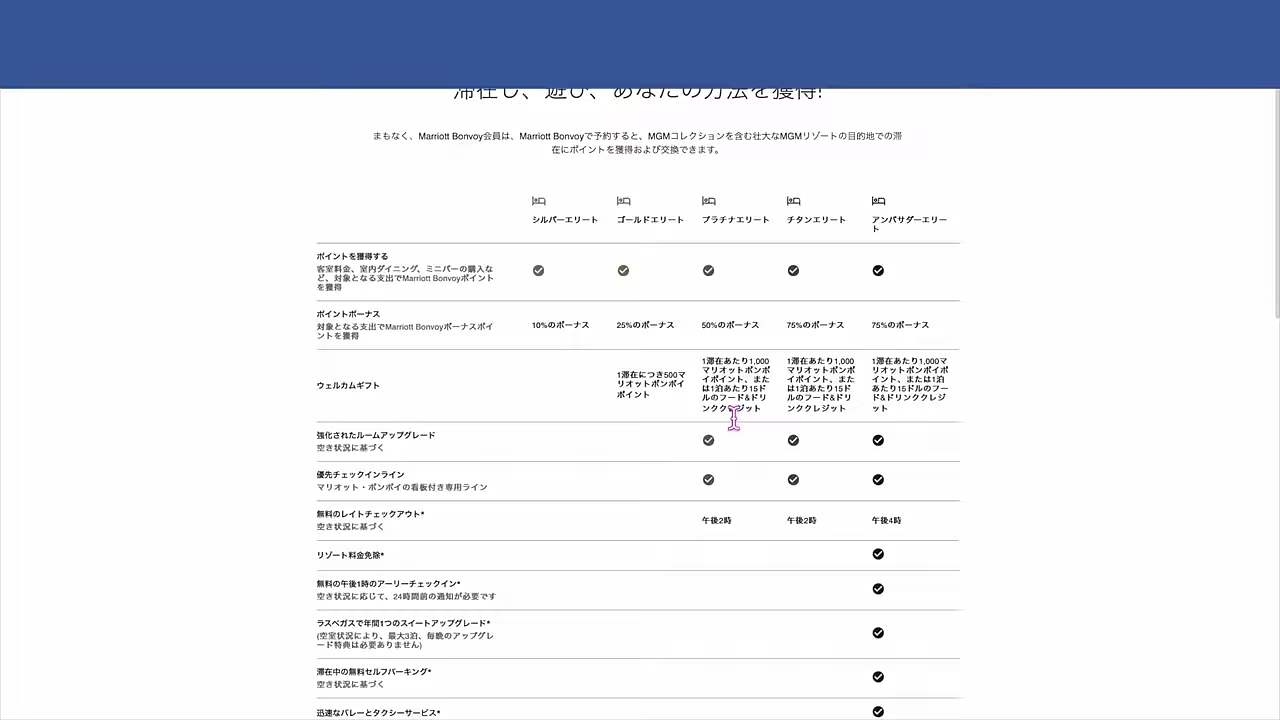 滞在し、遊び、あなたの方法を獲得!
まもなく、Marriott Bonvoy会員は、Marriott Bonvoyで予約すると、MGMコレクションを含む壮大なMGMリゾートの目的地での滞
在にポイントを獲得および交換できます。
シルバーエリート
ゴールドエリート
プラチナエリート
チタンエリート
アンバサダーエリー
ト
ポイントを獲得する
客室料金、室内ダイニング、ミニバーの購入な
ど、対象となる支出でMarriott Bonvoyポイント
を獲得
ポイントボーナス
対象となる支出でMarriott Bonvoyボーナスポイ
ントを獲得
10%のボーナス
25%のボーナス
50%のボーナス
75%のボーナス
75%のボーナス
ウェルカムギフト
1滞在につき500マ
リオットボンボイ
ポイント
1滞在あたり1,000
マリオットボンボ
イポイント、また
は1泊あたり15ド
ルのフード&ドリ
ンククレジット
1滞在あたり1,000
マリオットボンボ
イポイント、また
は1泊あたり15ド
ルのフード&ドリ
ンククレジット
1滞在あたり1,000マ
リオットボンボイポ
イント、または1泊
あたり15ドルのフー
ド&ドリンククレジ
ット
強化されたルームアップグレード
空き状況に基づく
優先チェックインライン
マリオット・ボンボイの看板付き専用ライン
無料のレイトチェックアウト*
空き状況に基づく
午後2時
午後2時
午後4時
リゾート料金免除*
無料の午後1時のアーリーチェックイン*
空き状況に応じて、24時間前の通知が必要です
ラスベガスで年間1つのスイートアップグレード*
(空室状況により、最大3泊、毎晩のアップグレ
ード特典は必要ありません)
滞在中の無料セルフパーキング*
空き状況に基づく
迅速なバレーとタクシーサービス*